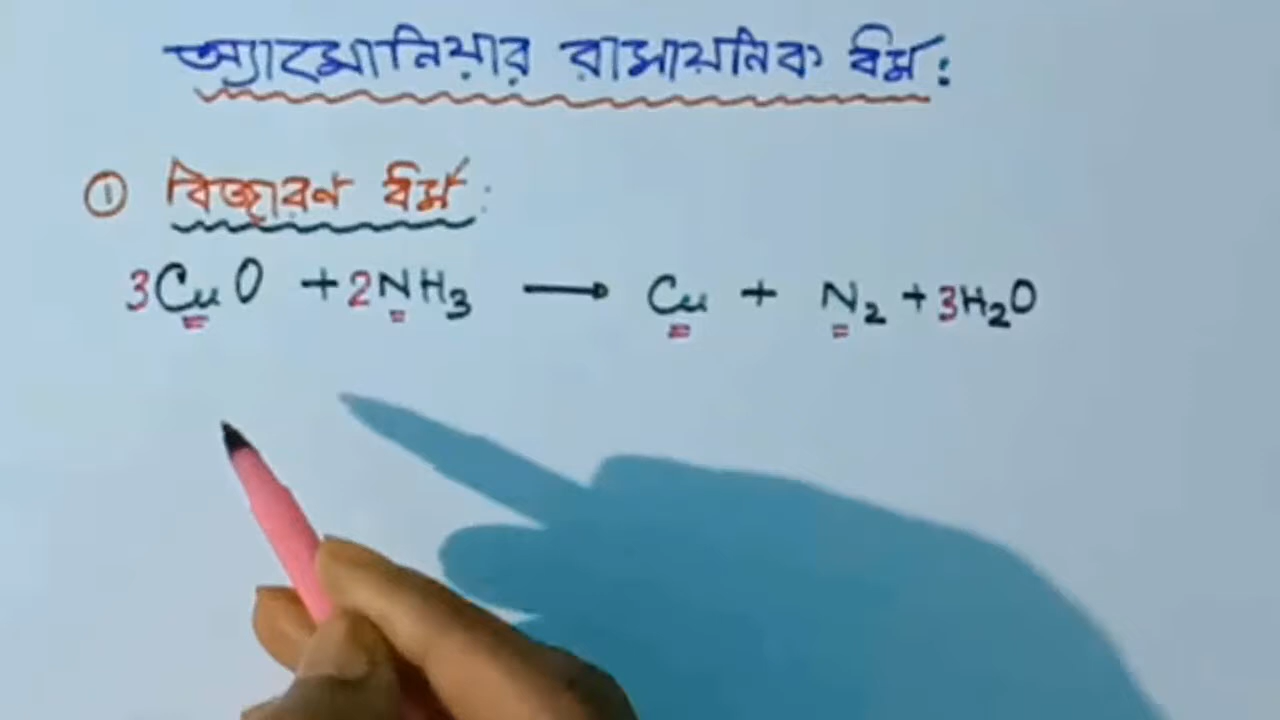 অ্যামোনিয়ার রাসায়নিক ধর্ম :
① বিজারণ ধর্ম :
3CuO + 2NH₃ ⟶ Cu + N₂ + 3H₂O